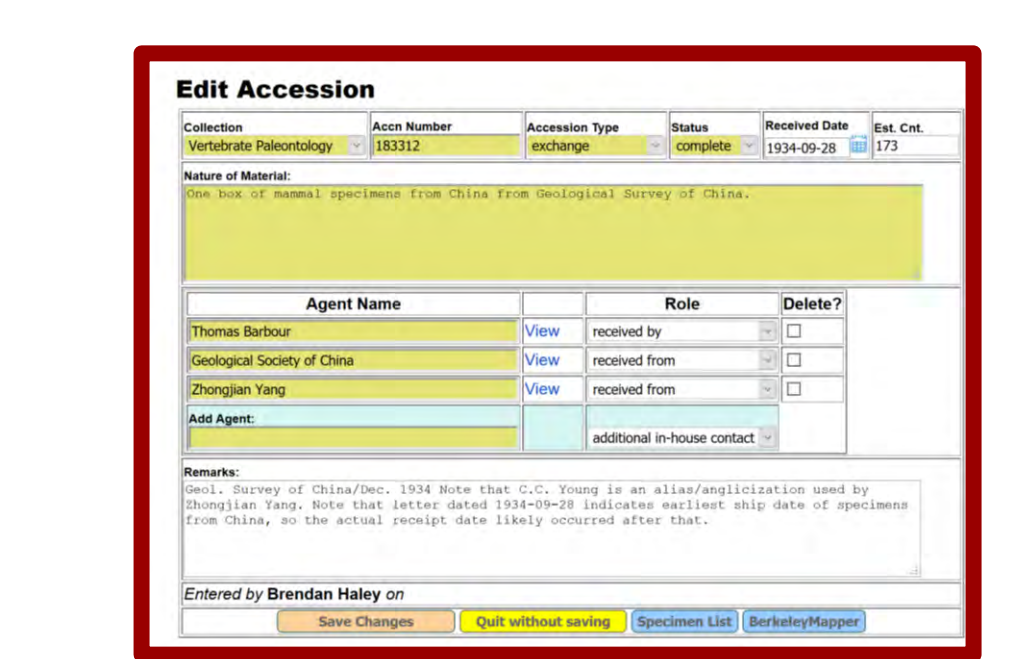 Edit Accession
Collection Accn Number Accession Type Status Received Date Est. Cnt.
Vertebrate Paleontology 183312 exchange complete 1934-09-28 173
Nature of Material:
One box of mammal specimens from China from Geological Survey of China.
Agent Name Role Delete?
Thomas Barbour View received by
Geological Society of China View received from
Zhongjian Yang View received from
Add Agent:
additional in-house contact
Remarks:
Geol. Survey of China/Dec. 1934 Note that C.C. Young is an alias/anglicization used by
Zhongjian Yang. Note that letter dated 1934-09-28 indicates earliest ship date of specimens
from China, so the actual receipt date likely occurred after that.
Entered by Brendan Haley on
Save Changes Quit without saving Specimen List BerkeleyMapper